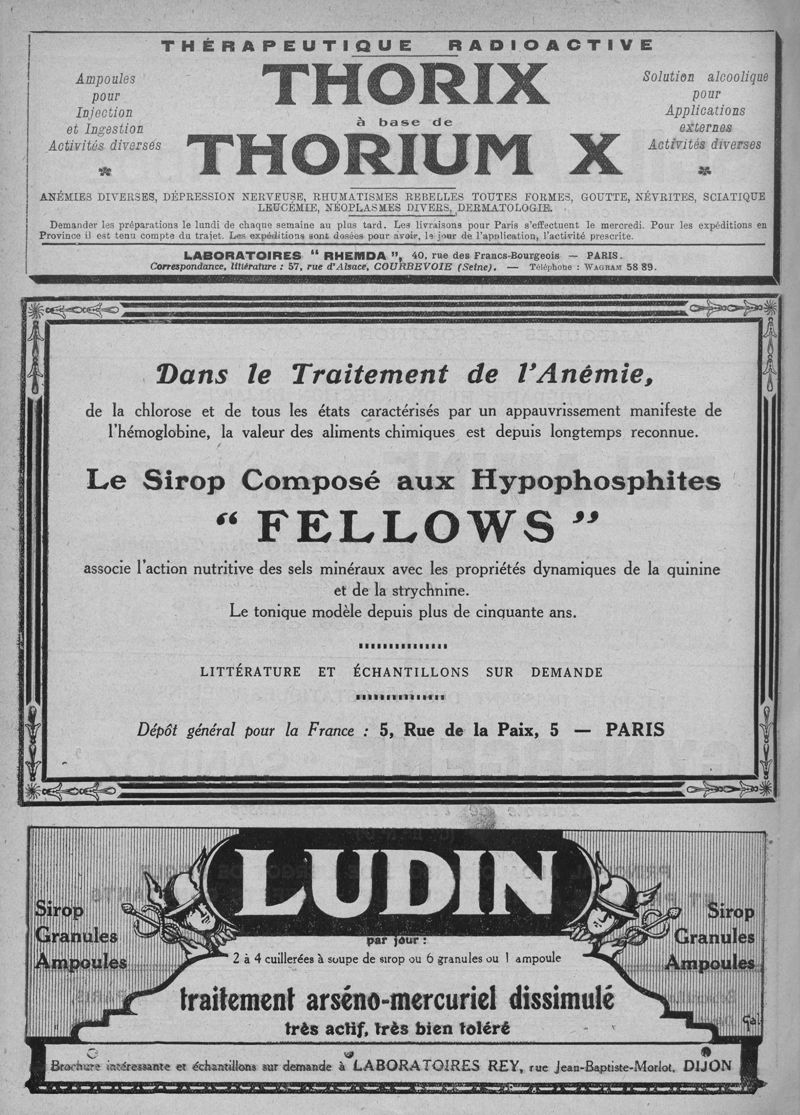 THÉRAPEUTIQUE RADIOACTIVE
Ampoules
pour
Injection
et Ingestion
Activités diversés
THORIX
à base de
THORIUM X
Solution alcoolique
pour
Applications
externes
Activités diverses
ANÉMIES DIVERSES, DÉPRESSION NERVEUSE, RHUMATISMES REBELLES TOUTES FORMES, GOUTTE, NÉVRITES, SCIATIQUE
LEUCÉMIE, NÉOPLASMES DIVERS, DERMATOLOGIE.
Demander les préparations le lundi de chaque semaine au plus tard. Les livraisons pour Paris s'effectuent le mercredi. Pour les expéditions en
Province il est tenu compte du trajet. Les expéditions sont dosées pour avoir, le jour de l'application, l'activité prescrite.
LABORATOIRES " RHEMDA ", 40, rue des Francs-Bourgeois — PARIS.
Correspondance, littérature : 57, rue d'Alsace, COURBEVOIE (Seine). — Téléphone : WAGRAM 58 89.
Dans le Traitement de l'Anémie,
de la chlorose et de tous les états caractérisés par un appauvrissement manifeste de
l'hémoglobine, la valeur des aliments chimiques est depuis longtemps reconnue.
Le Sirop Composé aux Hypophosphites
" FELLOWS "
associe l'action nutritive des sels minéraux avec les propriétés dynamiques de la quinine
et de la strychnine.
Le tonique modèle depuis plus de cinquante ans.
LITTÉRATURE ET ÉCHANTILLONS SUR DEMANDE
Dépôt général pour la France : 5, Rue de la Paix, 5 — PARIS
LUDIN
Sirop
Granules
Ampoules
Sirop
Granules
Ampoules
par jour :
2 à 4 cuillerées à soupe de sirop ou 6 granules ou 1 ampoule
traitement arséno-mercuriel dissimulé
très actif, très bien toléré
Gal
Brochure intéressante et échantillons sur demande à LABORATOIRES REY, rue Jean-Baptiste-Morlot, DIJON